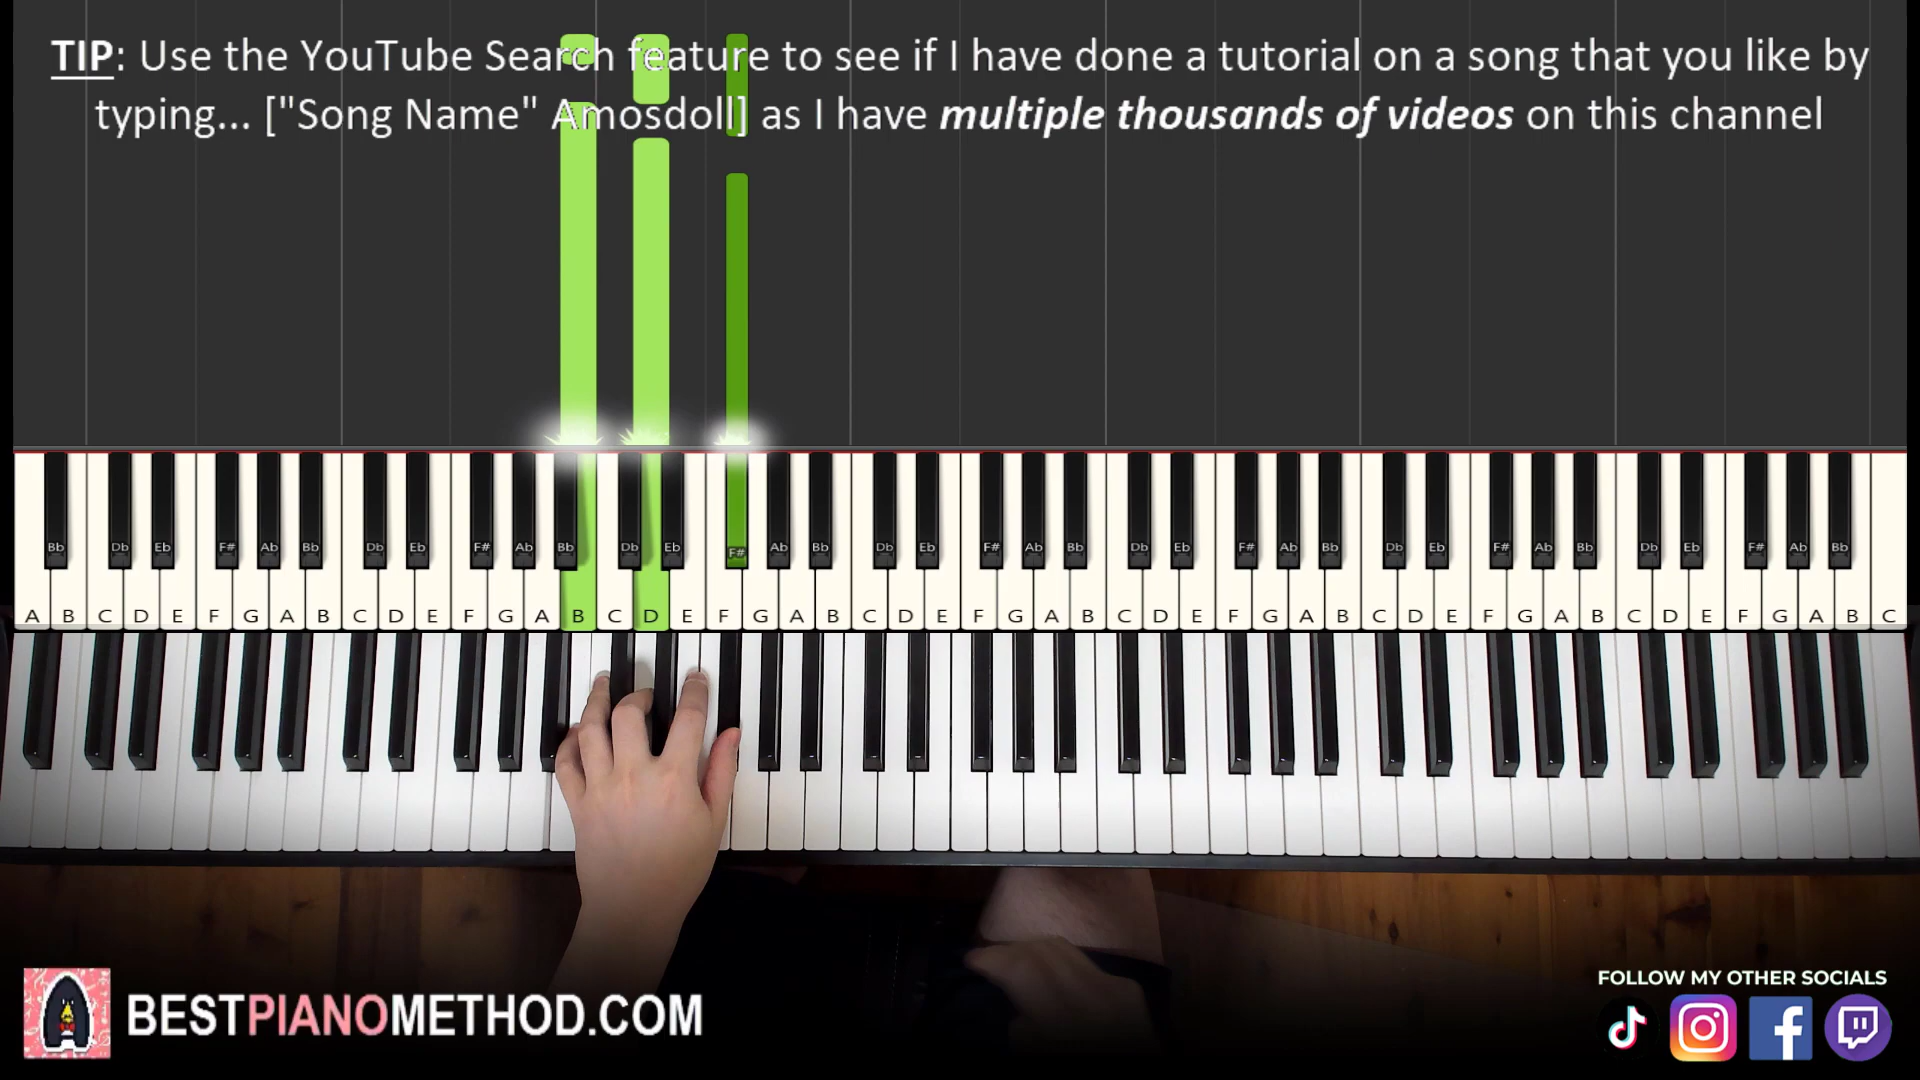 TIP: Use the YouTube Search feature to see if I have done a tutorial on a song that you like by
typing... ["Song Name" Amosdoll] as I have multiple thousands of videos on this channel
Bb Db Eb F# Ab Bb Db Eb F# Ab Bb Db Eb F# Ab Bb Db Eb F# Ab Bb Db Eb F# Ab Bb Db Eb F# Ab Bb Db Eb F# Ab Bb
A B C D E F G A B C D E F G A B C D E F G A B C D E F G A B C D E F G A B C D E F G A B C D E F G A B C
FOLLOW MY OTHER SOCIALS
BESTPIANOMETHOD.COM